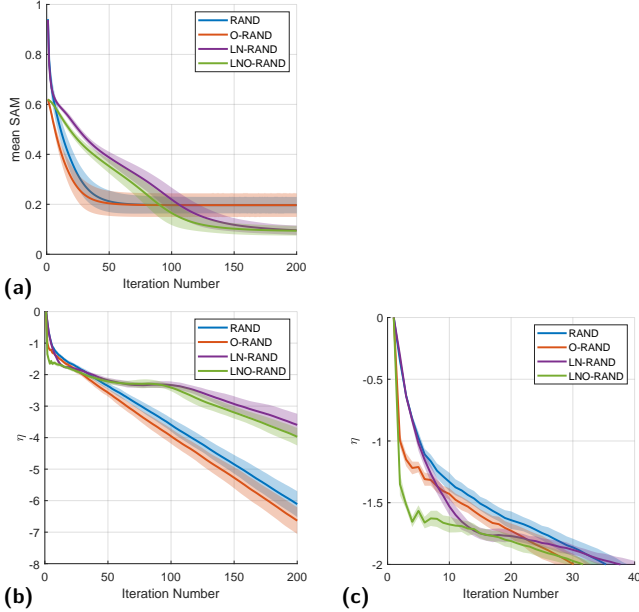 1
0.8
0.6
0.4
0.2
0
mean SAM
0 50 100 150 200
Iteration Number
RAND
O-RAND
LN-RAND
LNO-RAND
(a)
0
-1
-2
-3
-4
-5
-6
-7
-8
η
0 50 100 150 200
Iteration Number
RAND
O-RAND
LN-RAND
LNO-RAND
(b)
0
-0.5
-1
-1.5
-2
η
0 10 20 30 40
Iteration Number
RAND
O-RAND
LN-RAND
LNO-RAND
(c)